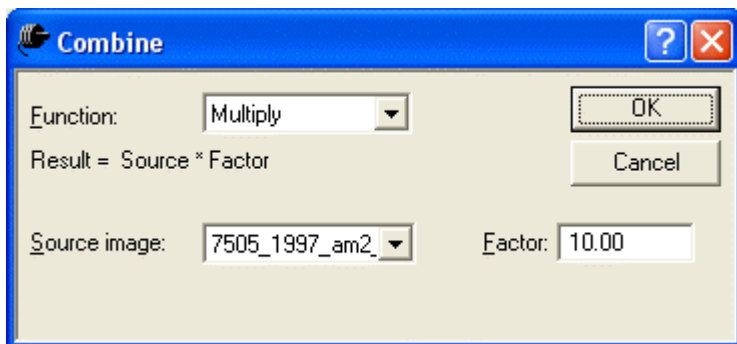 Combine
Function: Multiply
OK
Result = Source * Factor
Cancel
Source image: 7505_1997_am2_
Factor: 10.00